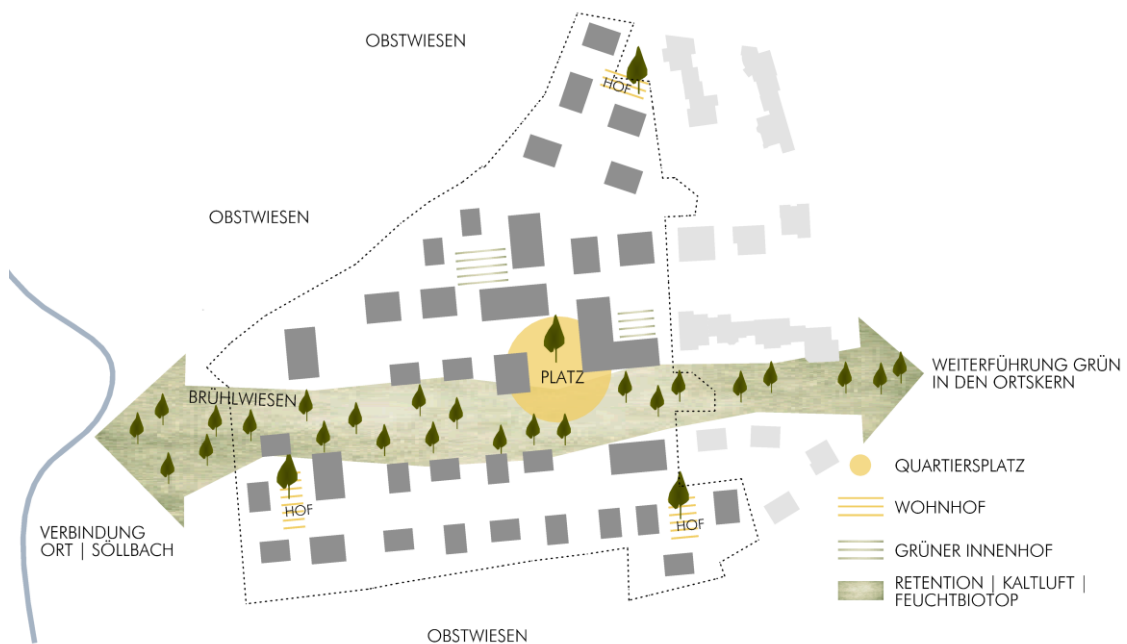 OBSTWIESEN
HOF
OBSTWIESEN
PLATZ
WEITERFÜHRUNG GRÜN
IN DEN ORTSKERN
BRÜHLWIESEN
QUARTIERSPLATZ
HOF
HOF
WOHNHOF
VERBINDUNG
ORT | SÖLLBACH
GRÜNER INNENHOF
RETENTION | KALTLUFT |
FEUCHTBIOTOP
OBSTWIESEN